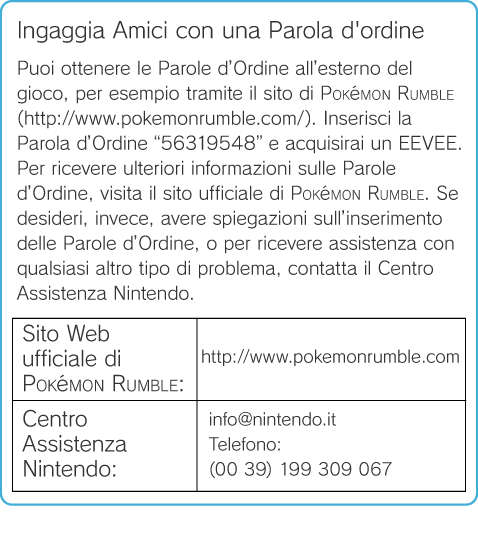 Ingaggia Amici con una Parola d'ordine
Puoi ottenere le Parole d’Ordine all’esterno del
gioco, per esempio tramite il sito di POKéMON RUMBLE
(http://www.pokemonrumble.com/). Inserisci la
Parola d’Ordine “56319548” e acquisirai un EEVEE.
Per ricevere ulteriori informazioni sulle Parole
d’Ordine, visita il sito ufficiale di POKéMON RUMBLE. Se
desideri, invece, avere spiegazioni sull’inserimento
delle Parole d’Ordine, o per ricevere assistenza con
qualsiasi altro tipo di problema, contatta il Centro
Assistenza Nintendo.
Sito Web
ufficiale di
POKéMON RUMBLE:
http://www.pokemonrumble.com
Centro
Assistenza
Nintendo:
info@nintendo.it
Telefono:
(00 39) 199 309 067